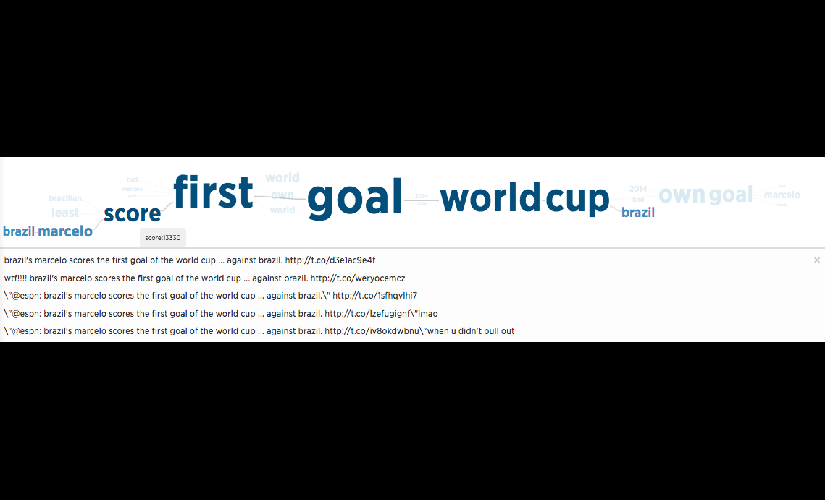 brazil marcelo score first goal world cup brazil
brazilian
least
world
own
world
2014
own goal
marcelo
brazil's marcelo scores the first goal of the world cup ... against brazil. http://t.co/d3e1ac9e4f
wtf!!!! brazil's marcelo scores the first goal of the world cup ... against brazil. http://t.co/weryocemcz
\"@espn: brazil's marcelo scores the first goal of the world cup ... against brazil.\" http://t.co/1sfhqvlhi7
\"@espn: brazil's marcelo scores the first goal of the world cup ... against brazil. http://t.co/lzefugignf\"lmao
\"@espn: brazil's marcelo scores the first goal of the world cup ... against brazil. http://t.co/iv8okdwbnu\"when u didn't pull out